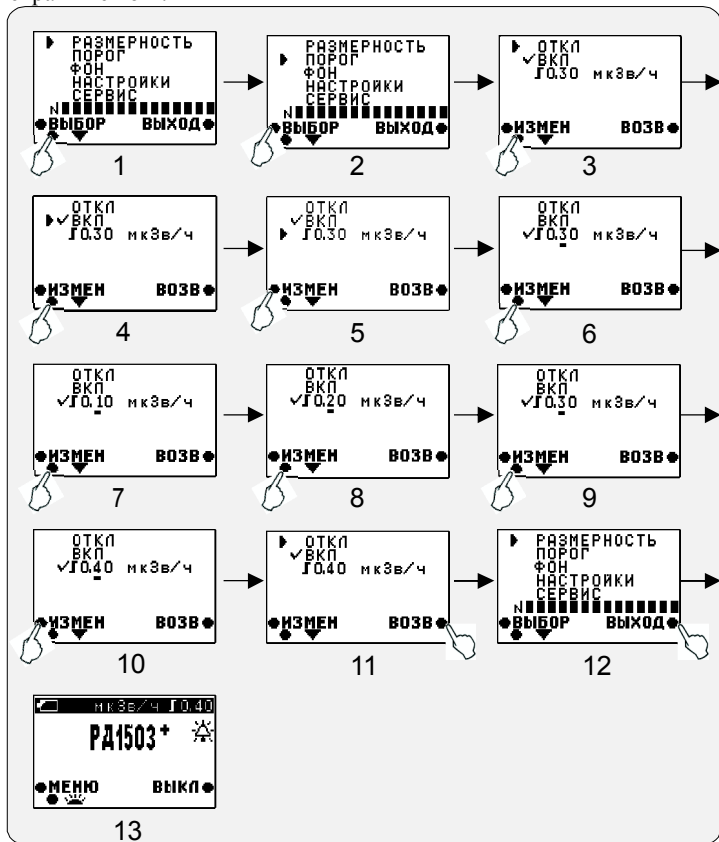 РАЗМЕРНОСТЬ
ПОРОГ
ФОН
НАСТРОЙКИ
СЕРВИС
N
ВЫБОР ВЫХОД
1
РАЗМЕРНОСТЬ
ПОРОГ
ФОН
НАСТРОЙКИ
СЕРВИС
N
ВЫБОР ВЫХОД
2
ОТКЛ
✓ВКЛ
0.30 мкЗв/ч
ИЗМЕН ВОЗВ
3
ОТКЛ
✓ВКЛ
0.30 мкЗв/ч
ИЗМЕН ВОЗВ
4
ОТКЛ
✓ВКЛ
0.30 мкЗв/ч
ИЗМЕН ВОЗВ
5
ОТКЛ
ВКЛ
✓0.30 мкЗв/ч
ИЗМЕН ВОЗВ
6
ОТКЛ
ВКЛ
✓0.10 мкЗв/ч
ИЗМЕН ВОЗВ
7
ОТКЛ
ВКЛ
✓0.20 мкЗв/ч
ИЗМЕН ВОЗВ
8
ОТКЛ
ВКЛ
✓0.30 мкЗв/ч
ИЗМЕН ВОЗВ
9
ОТКЛ
ВКЛ
✓0.40 мкЗв/ч
ИЗМЕН ВОЗВ
10
ОТКЛ
✓ВКЛ
0.40 мкЗв/ч
ИЗМЕН ВОЗВ
11
РАЗМЕРНОСТЬ
ПОРОГ
ФОН
НАСТРОЙКИ
СЕРВИС
N
ВЫБОР ВЫХОД
12
мкЗв/ч 0.40
РД1503+
МЕНЮ ВЫКЛ
13